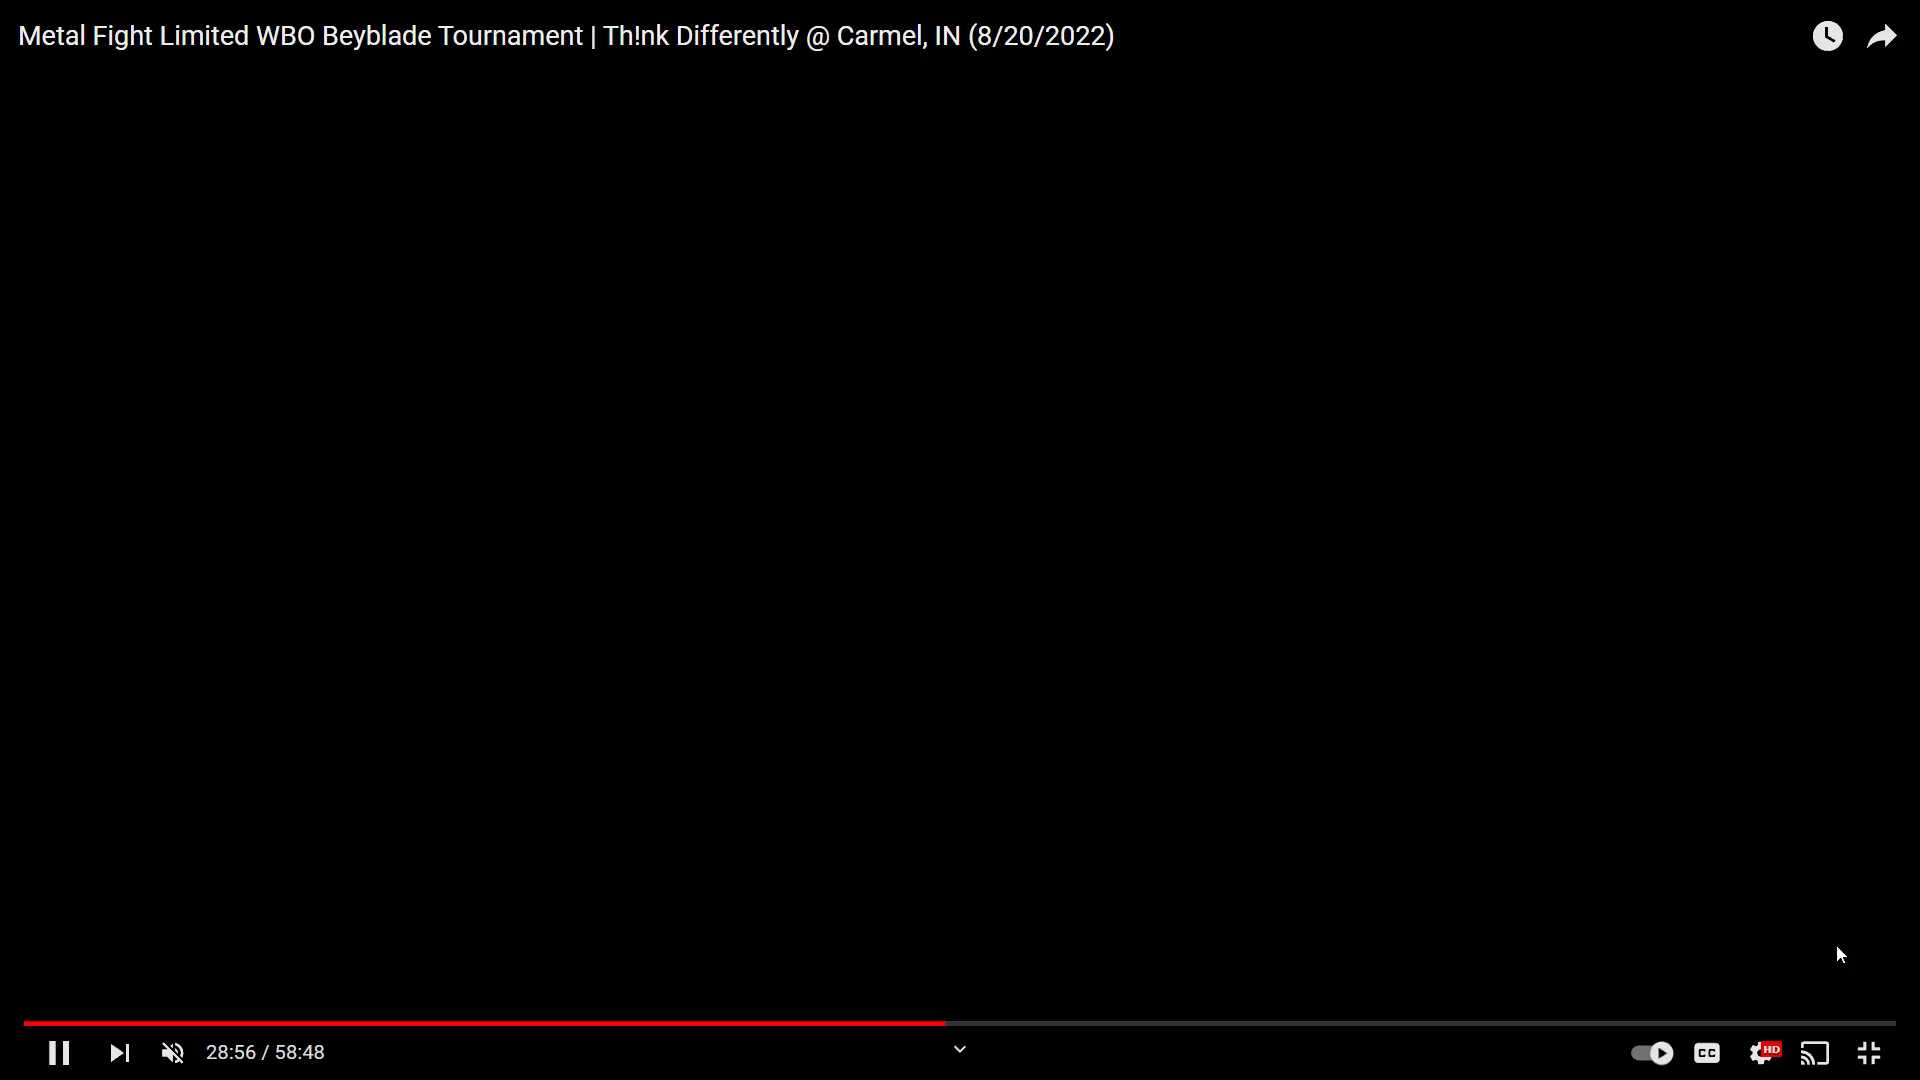 Metal Fight Limited WBO Beyblade Tournament | Th!nk Differently @ Carmel, IN (8/20/2022)
28:56 / 58:48
CC
HD